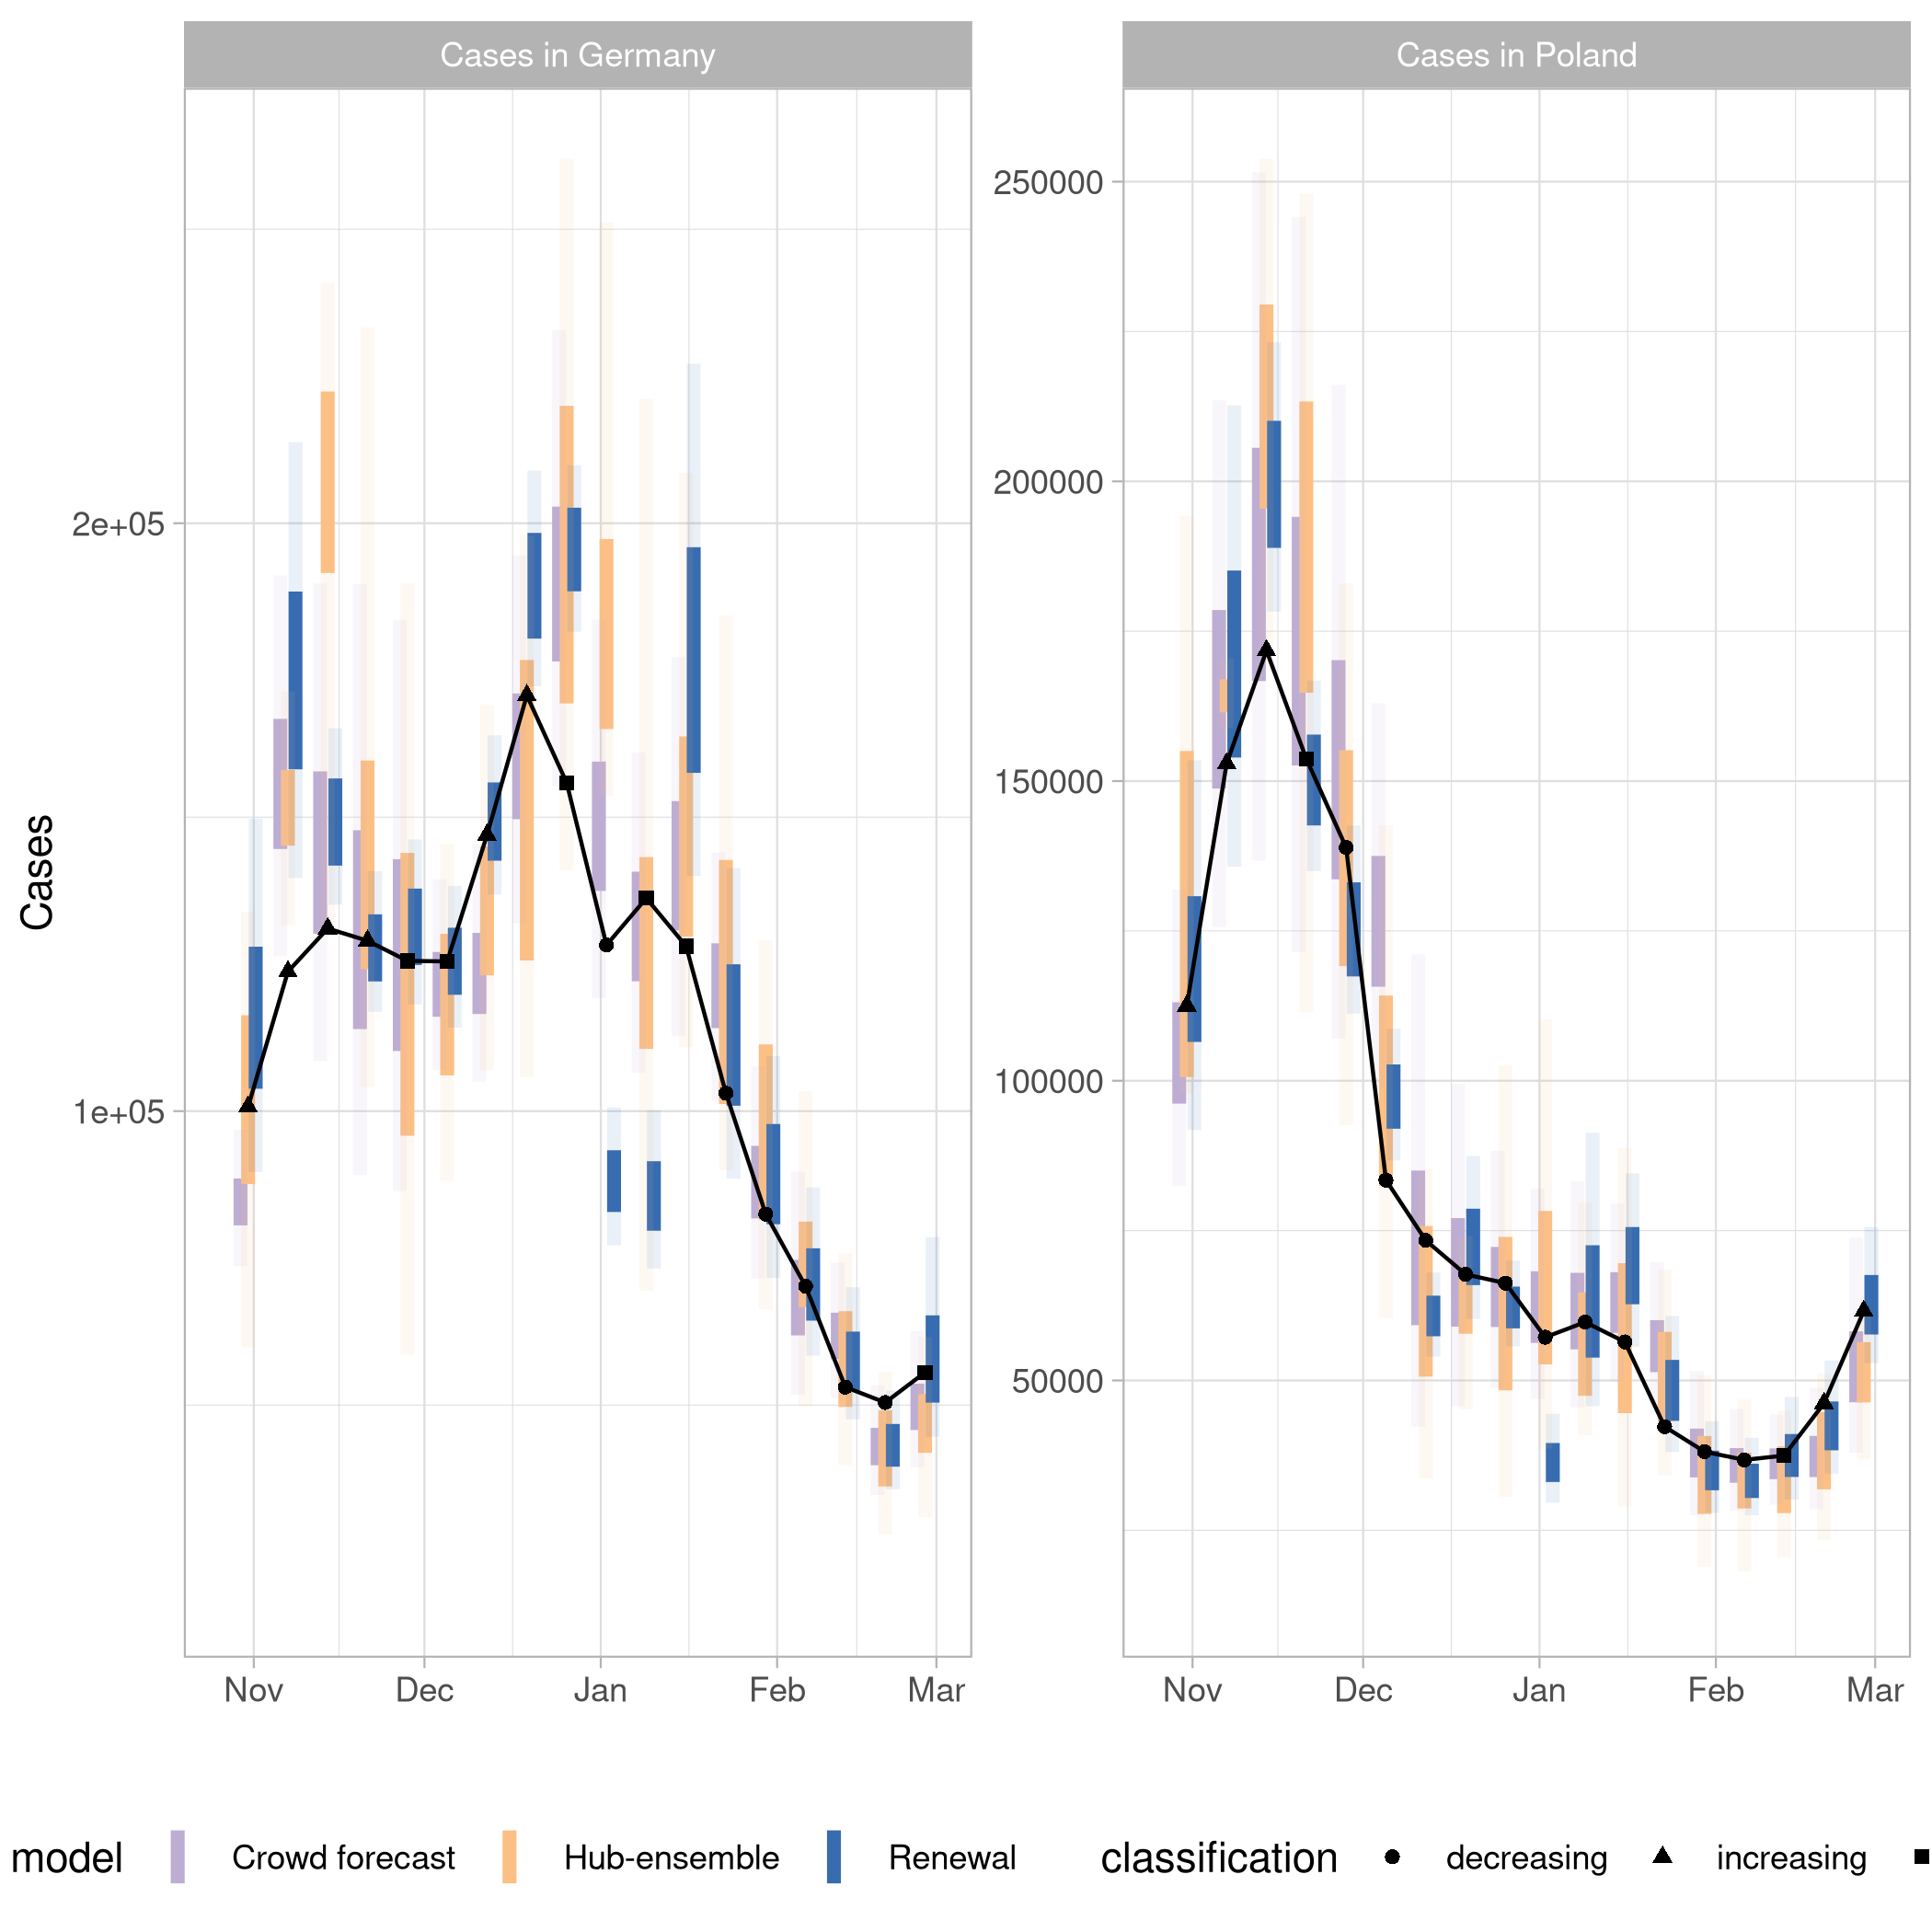 Cases in Germany
Cases in Poland
Cases
2e+05
1e+05
250000
200000
150000
100000
50000
Nov Dec Jan Feb Mar
Nov Dec Jan Feb Mar
model Crowd forecast Hub-ensemble Renewal classification decreasing increasing